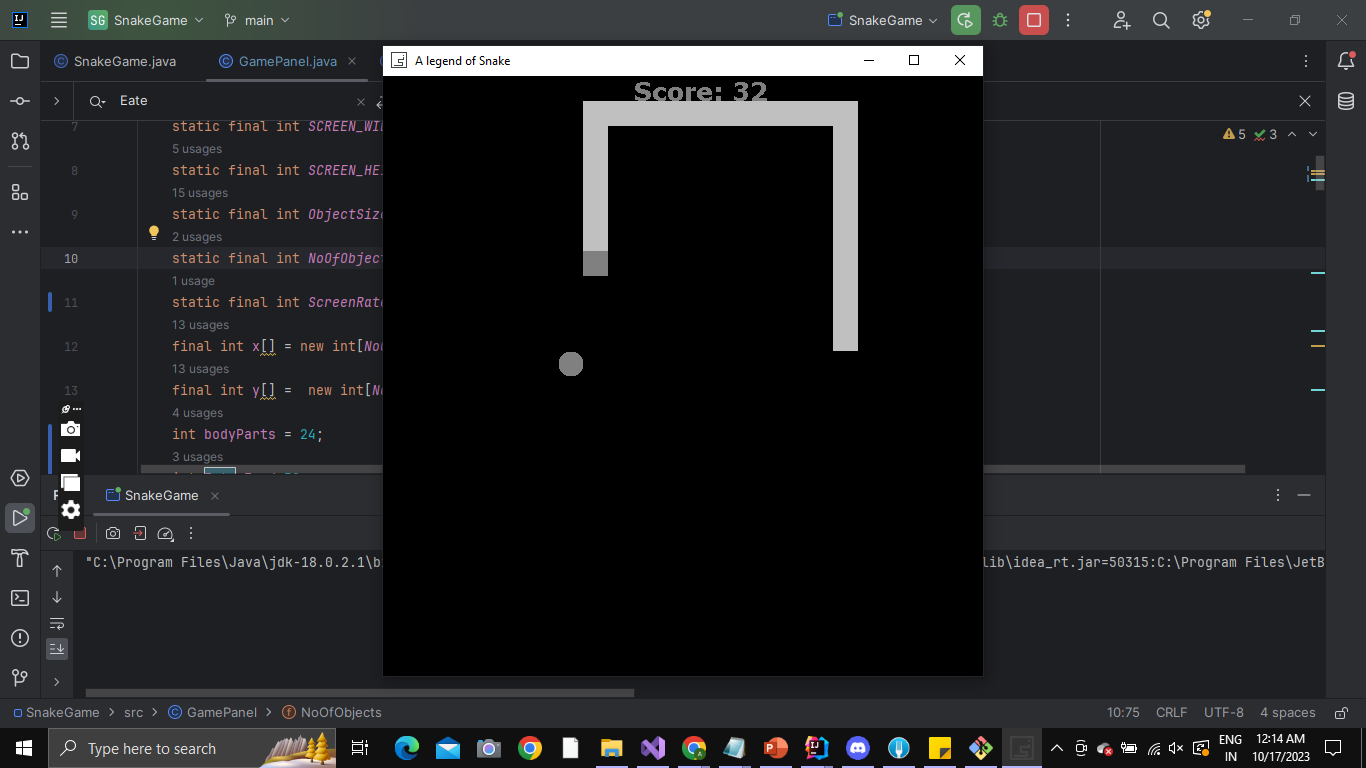 SG SnakeGame main SnakeGame
SnakeGame.java GamePanel.java
A legend of Snake
Eate
Score: 32
5 3
7 static final int SCREEN_WI
5 usages
8 static final int SCREEN_HE
15 usages
9 static final int ObjectSize
2 usages
10 static final int NoOfObject
1 usage
11 static final int ScreenRate
13 usages
12 final int x[] = new int[No
13 usages
13 final int y[] = new int[N
4 usages
int bodyParts = 24;
3 usages
SnakeGame
"C:\Program Files\Java\jdk-18.0.2.1\b
lib\idea_rt.jar=50315:C:\Program Files\JetB
SnakeGame > src > GamePanel > NoOfObjects
10:75 CRLF UTF-8 4 spaces
Type here to search
ENG
IN
12:14 AM
10/17/2023